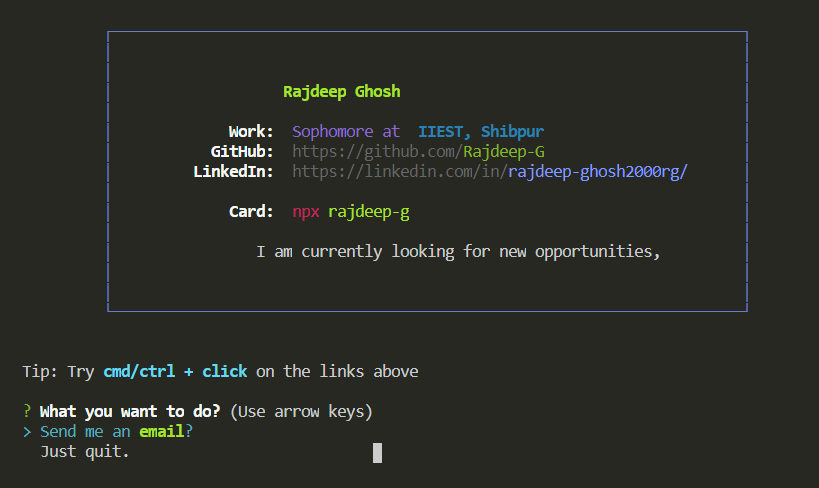 Rajdeep Ghosh
Work: Sophomore at IIEST, Shibpur
GitHub: https://github.com/Rajdeep-G
LinkedIn: https://linkedin.com/in/rajdeep-ghosh2000rg/
Card: npx rajdeep-g
I am currently looking for new opportunities,
Tip: Try cmd/ctrl + click on the links above
? What you want to do? (Use arrow keys)
> Send me an email?
Just quit.